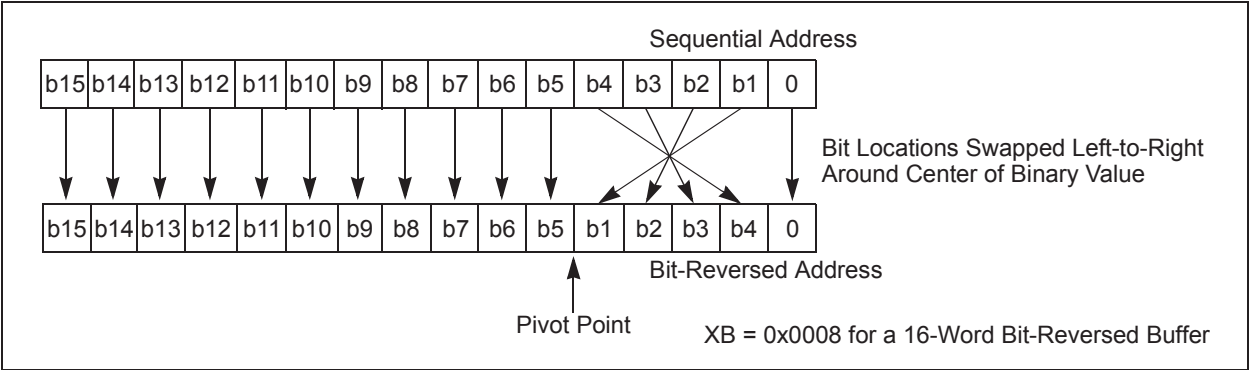 Sequential Address
b15 b14 b13 b12 b11 b10 b9 b8 b7 b6 b5 b4 b3 b2 b1 0
Bit Locations Swapped Left-to-Right
Around Center of Binary Value
b15 b14 b13 b12 b11 b10 b9 b8 b7 b6 b5 b1 b2 b3 b4 0
Bit-Reversed Address
Pivot Point
XB = 0x0008 for a 16-Word Bit-Reversed Buffer